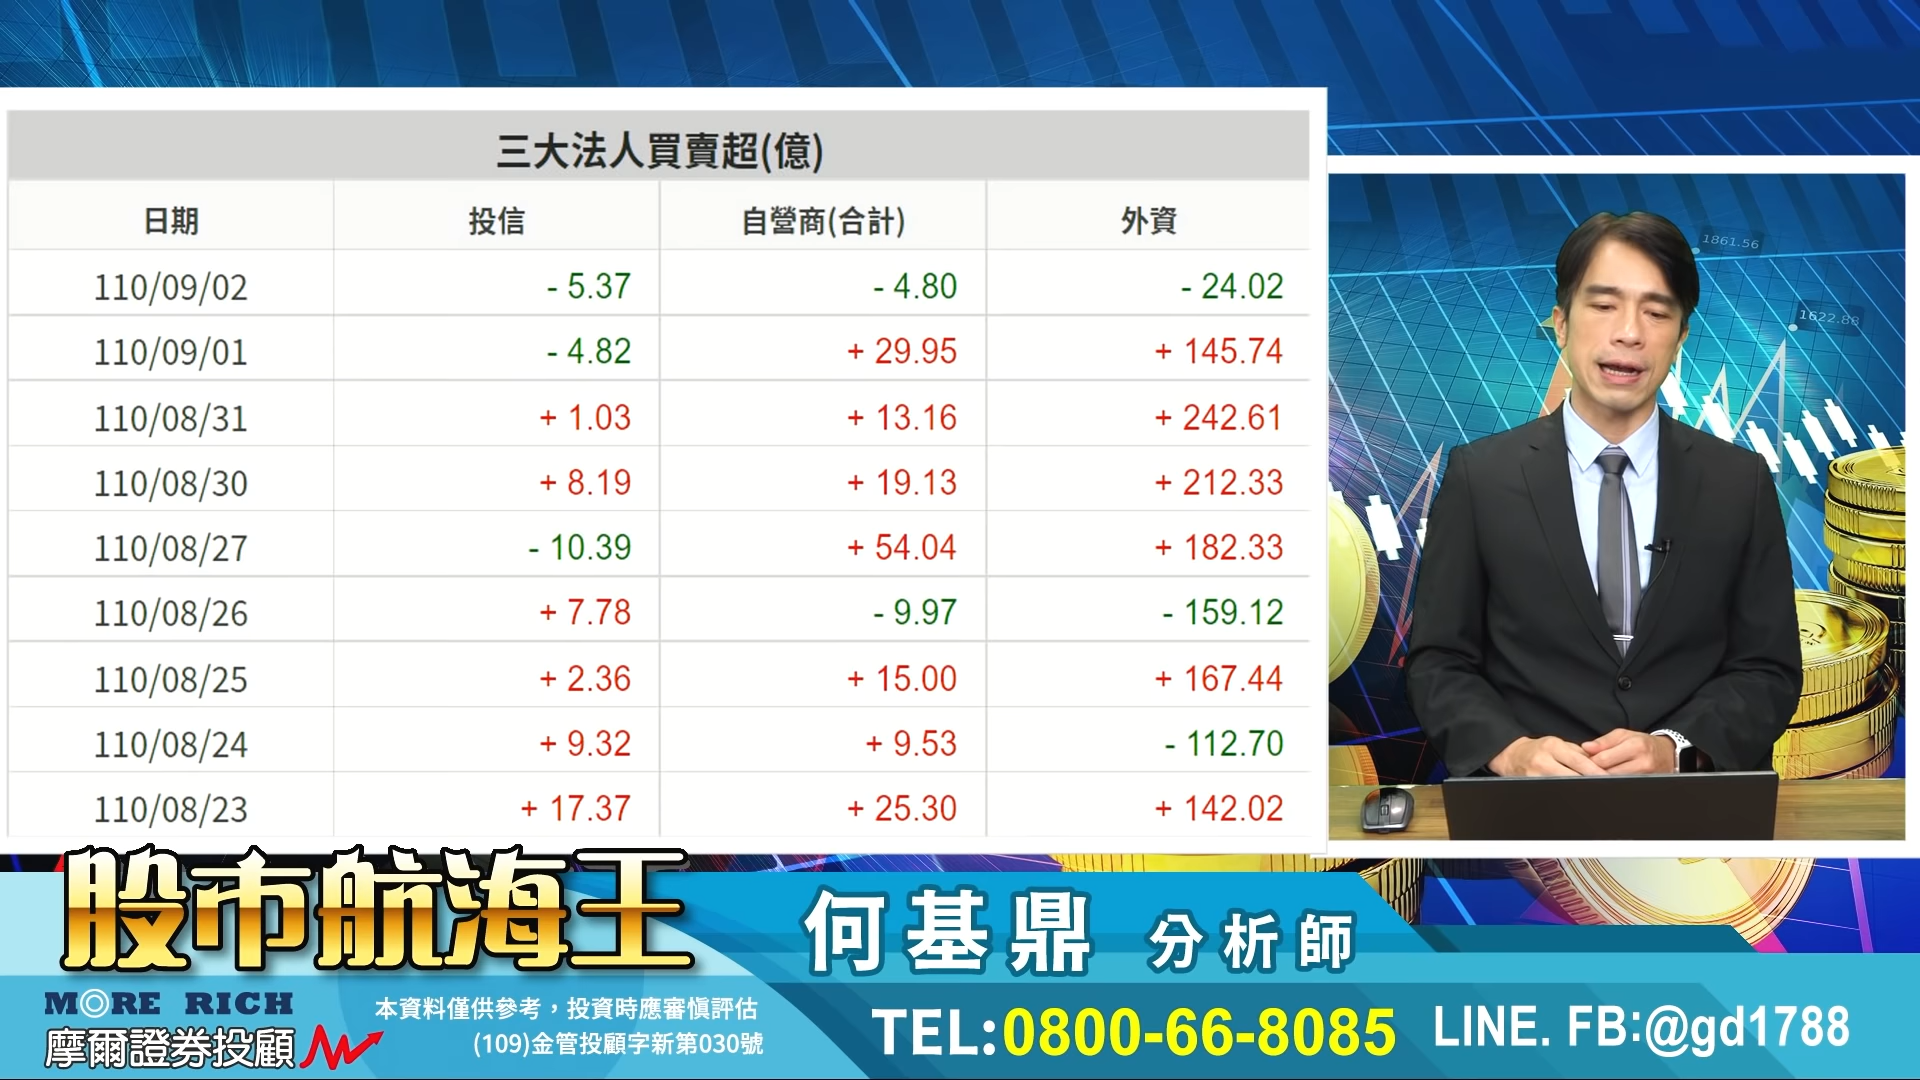 三大法人買賣超(億)
日期 投信 自營商(合計) 外資
110/09/02 - 5.37 - 4.80 - 24.02
110/09/01 - 4.82 + 29.95 + 145.74
110/08/31 + 1.03 + 13.16 + 242.61
110/08/30 + 8.19 + 19.13 + 212.33
110/08/27 - 10.39 + 54.04 + 182.33
110/08/26 + 7.78 - 9.97 - 159.12
110/08/25 + 2.36 + 15.00 + 167.44
110/08/24 + 9.32 + 9.53 - 112.70
110/08/23 + 17.37 + 25.30 + 142.02
1861.56
1622.88
股市航海王
何基鼎 分析師
MORE RICH
摩爾證券投顧
本資料僅供參考，投資時應審慎評估
(109)金管投顧字新第030號
TEL:0800-66-8085
LINE. FB:@gd1788